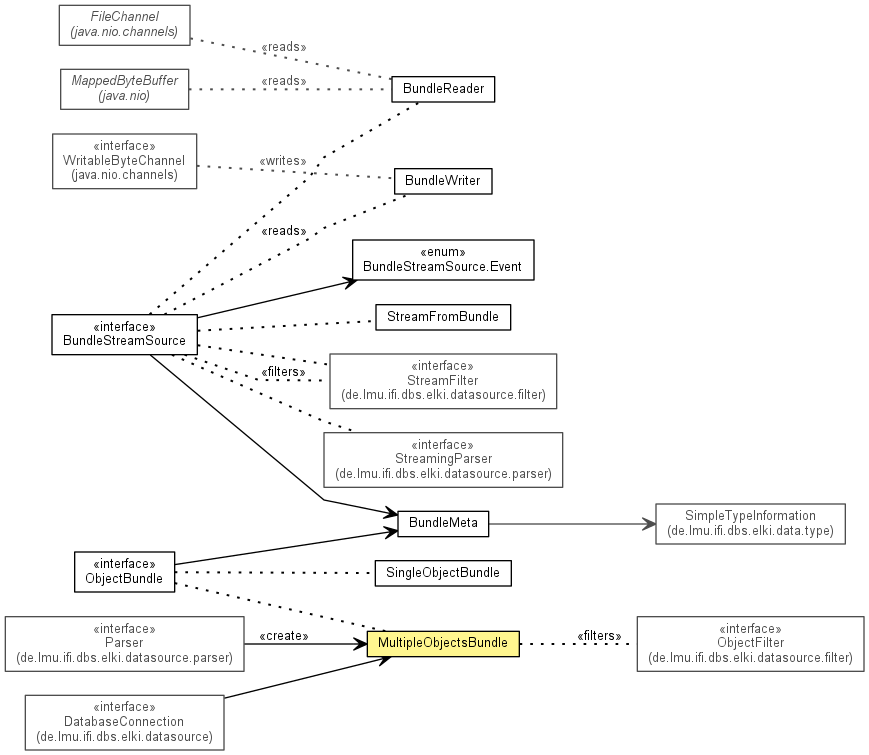 FileChannel
(java.nio.channels)
«reads»
MappedByteBuffer
(java.nio)
«reads»
BundleReader
«interface»
WritableByteChannel
(java.nio.channels)
«writes»
BundleWriter
«reads»
«enum»
BundleStreamSource.Event
«interface»
BundleStreamSource
StreamFromBundle
«filters»
«interface»
StreamFilter
(de.lmu.ifi.dbs.elki.datasource.filter)
«interface»
StreamingParser
(de.lmu.ifi.dbs.elki.datasource.parser)
BundleMeta
SimpleTypeInformation
(de.lmu.ifi.dbs.elki.data.type)
«interface»
ObjectBundle
SingleObjectBundle
«interface»
Parser
(de.lmu.ifi.dbs.elki.datasource.parser)
«create»
MultipleObjectsBundle
«filters»
«interface»
ObjectFilter
(de.lmu.ifi.dbs.elki.datasource.filter)
«interface»
DatabaseConnection
(de.lmu.ifi.dbs.elki.datasource)